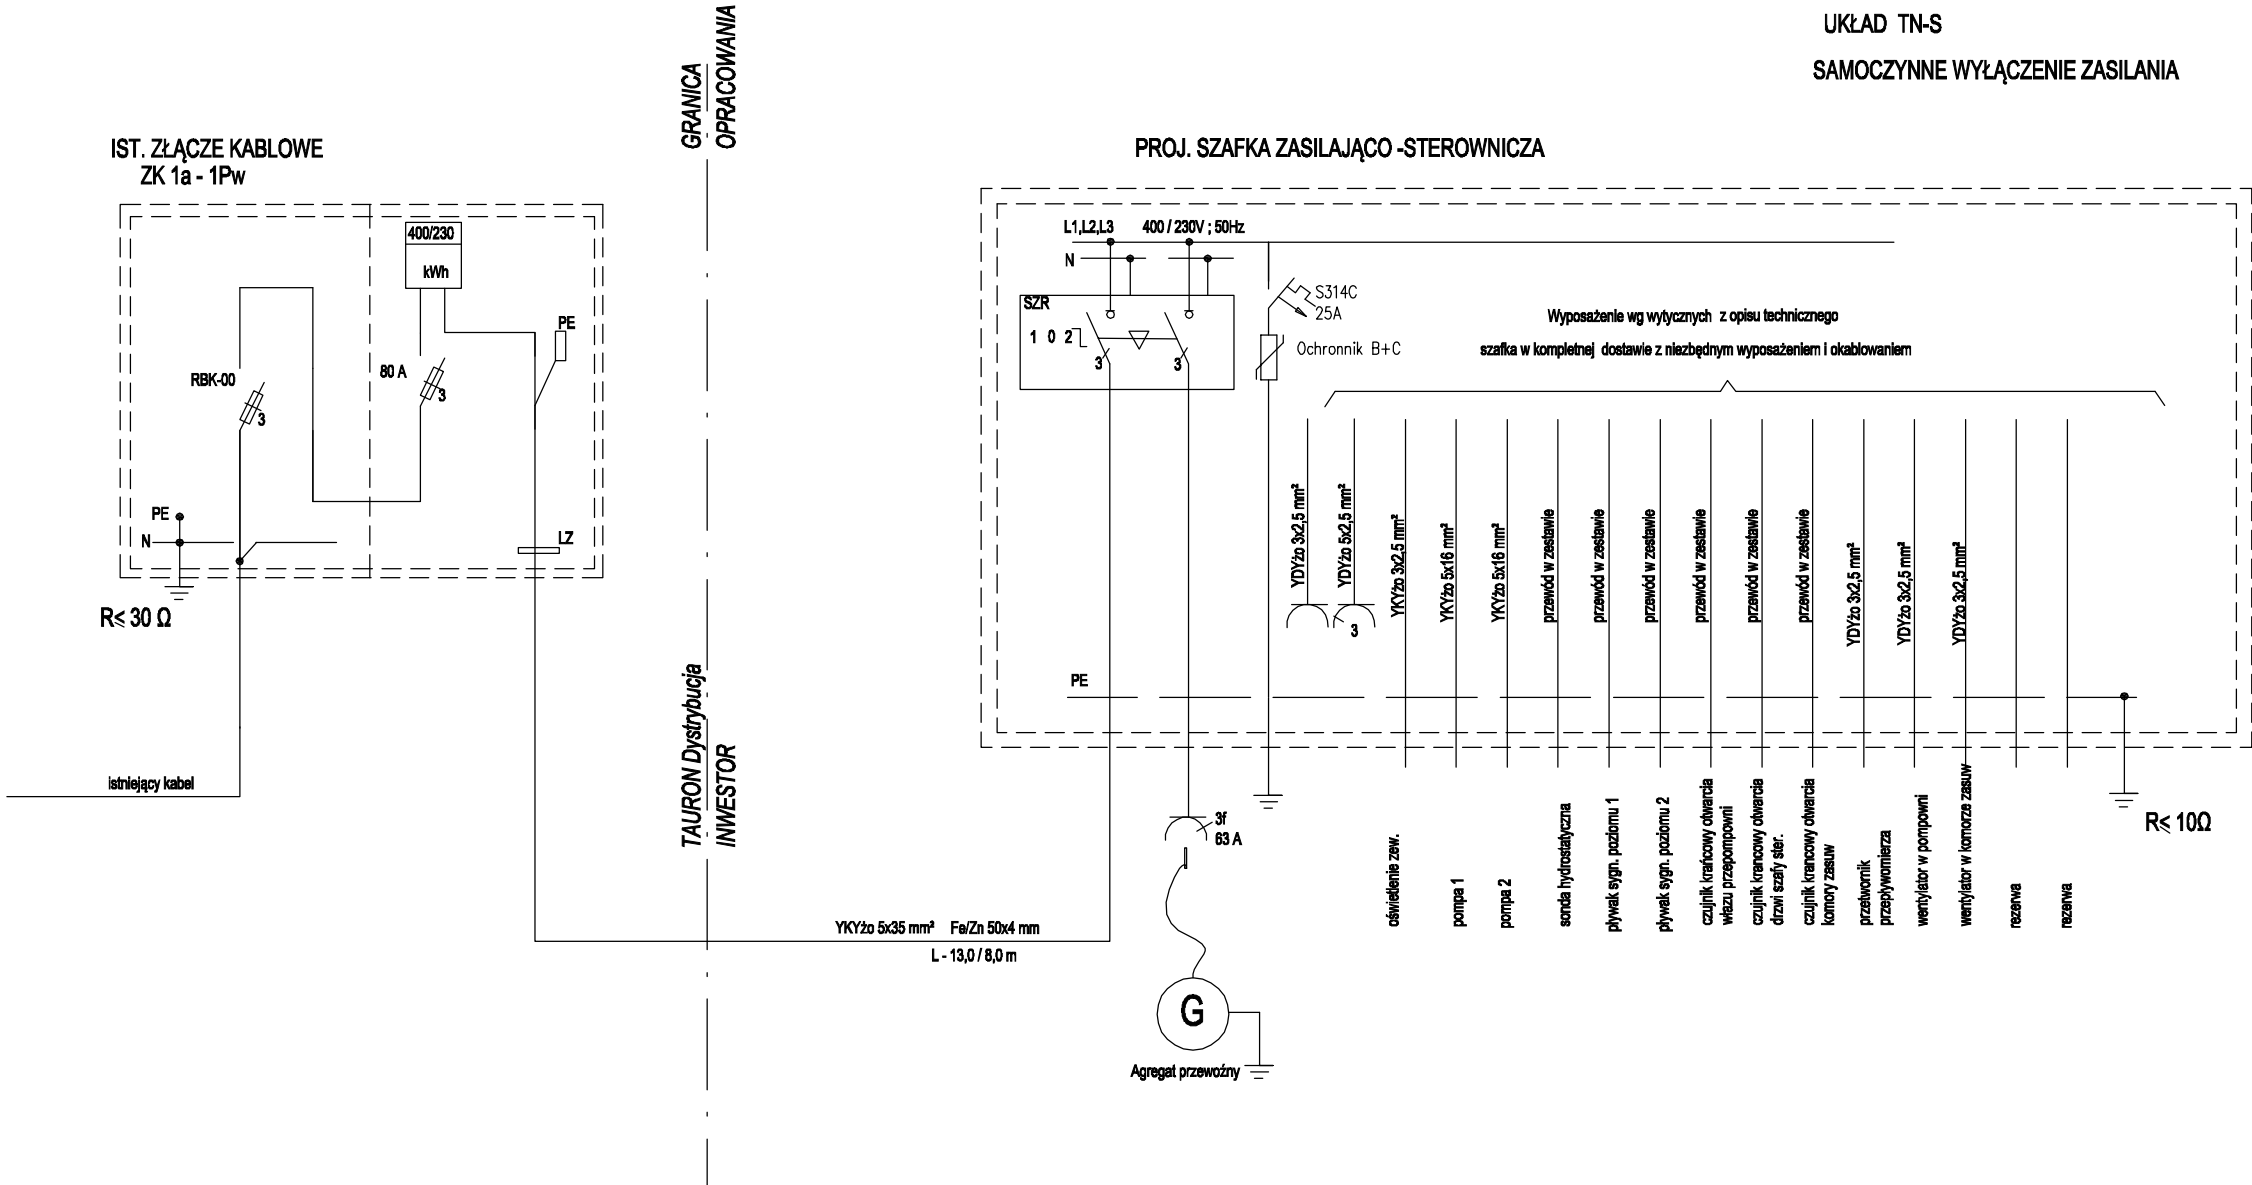 UKŁAD TN-S
SAMOCZYNNE WYŁĄCZENIE ZASILANIA
GRANICA
OPRACOWANIA
IST. ZŁĄCZE KABLOWE
ZK 1a - 1Pw
400/230
kWh
PE
RBK-00
3
80 A
3
PE
N
LZ
R≤ 30 Ω
istniejący kabel
TAURON Dystrybucja
INWESTOR
YKYżo 5x35 mm² Fe/Zn 50x4 mm
L - 13,0 / 8,0 m
PROJ. SZAFKA ZASILAJĄCO -STEROWNICZA
L1,L2,L3 400 / 230V ; 50Hz
N
SZR
1 0 2
3
3
S314C
25A
Ochronnik B+C
Wyposażenie wg wytycznych z opisu technicznego
szafka w kompletnej dostawie z niezbędnym wyposażeniem i okablowaniem
YDYżo 3x2,5 mm²
YDYżo 5x2,5 mm²
3
YKYżo 3x2,5 mm²
YKYżo 5x16 mm²
YKYżo 5x16 mm²
przewód w zestawie
przewód w zestawie
przewód w zestawie
przewód w zestawie
przewód w zestawie
przewód w zestawie
YDYżo 3x2,5 mm²
YDYżo 3x2,5 mm²
YDYżo 3x2,5 mm²
PE
oświetlenie zew.
pompa 1
pompa 2
sonda hydrostatyczna
pływak sygn. poziomu 1
pływak sygn. poziomu 2
czujnik krańcowy otwarcia
włazu przepompowni
czujnik krancowy otwarcia
drzwi szafy ster.
czujnik krancowy otwarcia
komory zasuw
przetwornik
przepływomierza
wentylator w pompowni
wentylator w komorze zasuw
rezerwa
rezerwa
R≤ 10Ω
3f
63 A
G
Agregat przewoźny